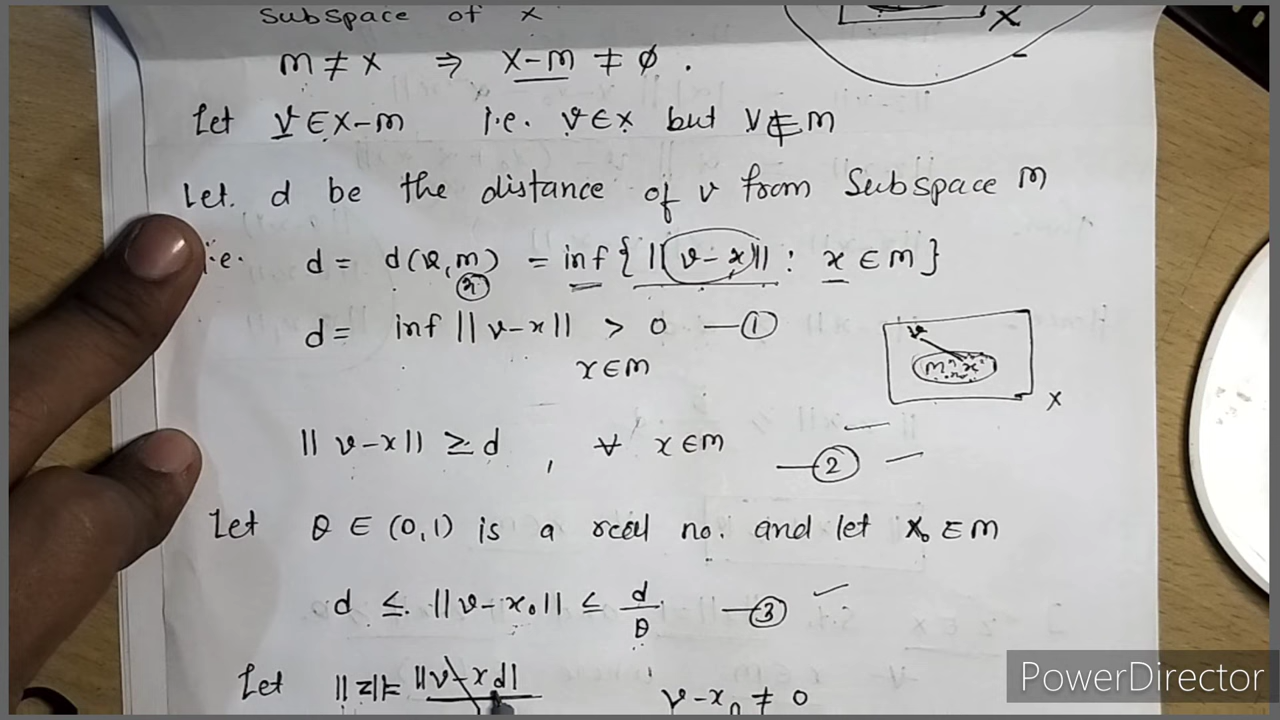 subspace of x
X
m ≠ x ⇒ x-m ≠ ϕ .
Let v ∈ x-m i.e. v ∈ x but v ∉ m
Let. d be the distance of v from Subspace m
i.e. d = d(v, m) = inf { || v-x || : x ∈ m }
x
d = inf || v-x || > 0 —①
x ∈ m
v
m x
x
|| v-x || ≥ d , ∀ x ∈ m —②
Let θ ∈ (0,1) is a real no. and let x₀ ∈ m
d ≤ || v-x₀ || ≤ d/θ —③
Let ||z|| = ||v-x₀|| v-x₀ ≠ 0
PowerDirector